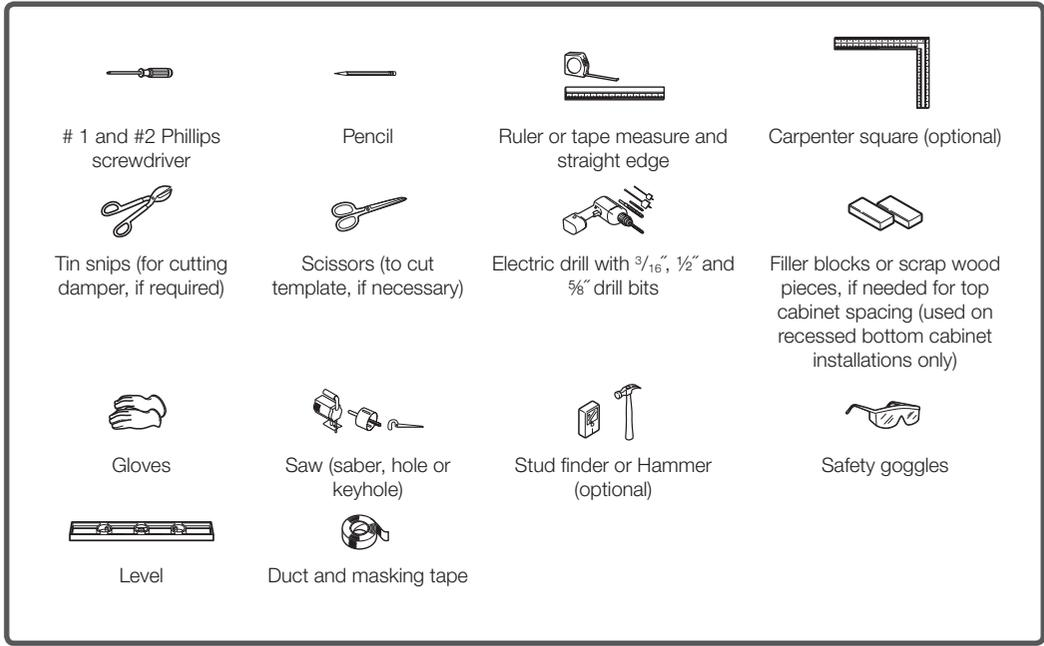 # 1 and #2 Phillips
screwdriver
Pencil
Ruler or tape measure and
straight edge
Carpenter square (optional)
Tin snips (for cutting
damper, if required)
Scissors (to cut
template, if necessary)
Electric drill with 3/16˝, ½˝ and
⅝˝ drill bits
Filler blocks or scrap wood
pieces, if needed for top
cabinet spacing (used on
recessed bottom cabinet
installations only)
Gloves
Saw (saber, hole or
keyhole)
Stud finder or Hammer
(optional)
Safety goggles
Level
Duct and masking tape